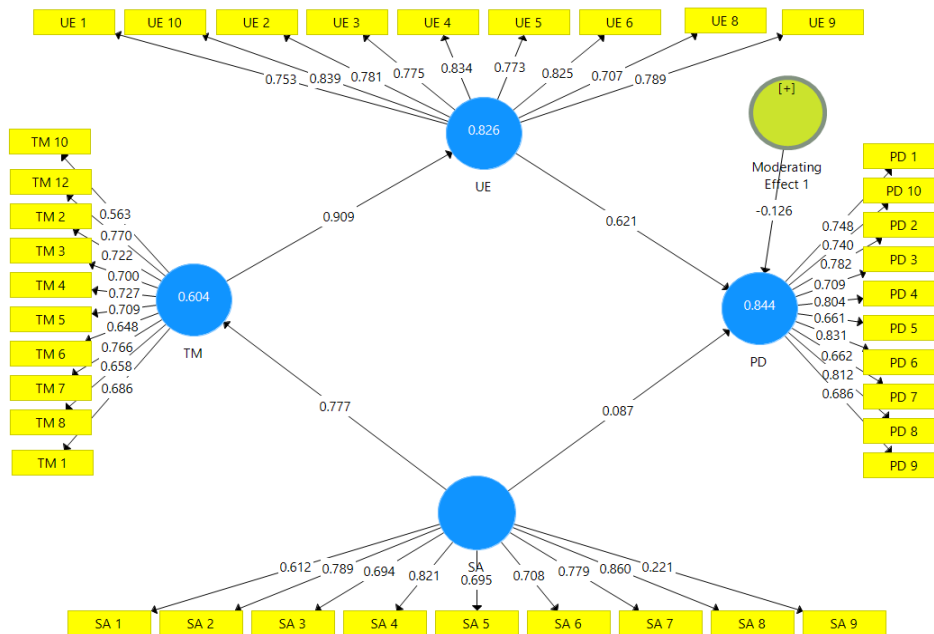 UE 1 UE 10 UE 2 UE 3 UE 4 UE 5 UE 6 UE 8 UE 9
0.753 0.839 0.781 0.775 0.834 0.773 0.825 0.707 0.789
0.826
UE
[+]
Moderating
Effect 1
-0.126
TM 10
TM 12
TM 2
TM 3
TM 4
TM 5
TM 6
TM 7
TM 8
TM 1
0.563
0.770
0.722
0.700
0.727
0.709
0.648
0.766
0.658
0.686
0.604
TM
0.909
0.621
0.777
0.087
0.844
PD
0.748
0.740
0.782
0.709
0.804
0.661
0.831
0.662
0.812
0.686
PD 1
PD 10
PD 2
PD 3
PD 4
PD 5
PD 6
PD 7
PD 8
PD 9
SA
0.612 0.789 0.694 0.821 0.695 0.708 0.779 0.860 0.221
SA 1 SA 2 SA 3 SA 4 SA 5 SA 6 SA 7 SA 8 SA 9